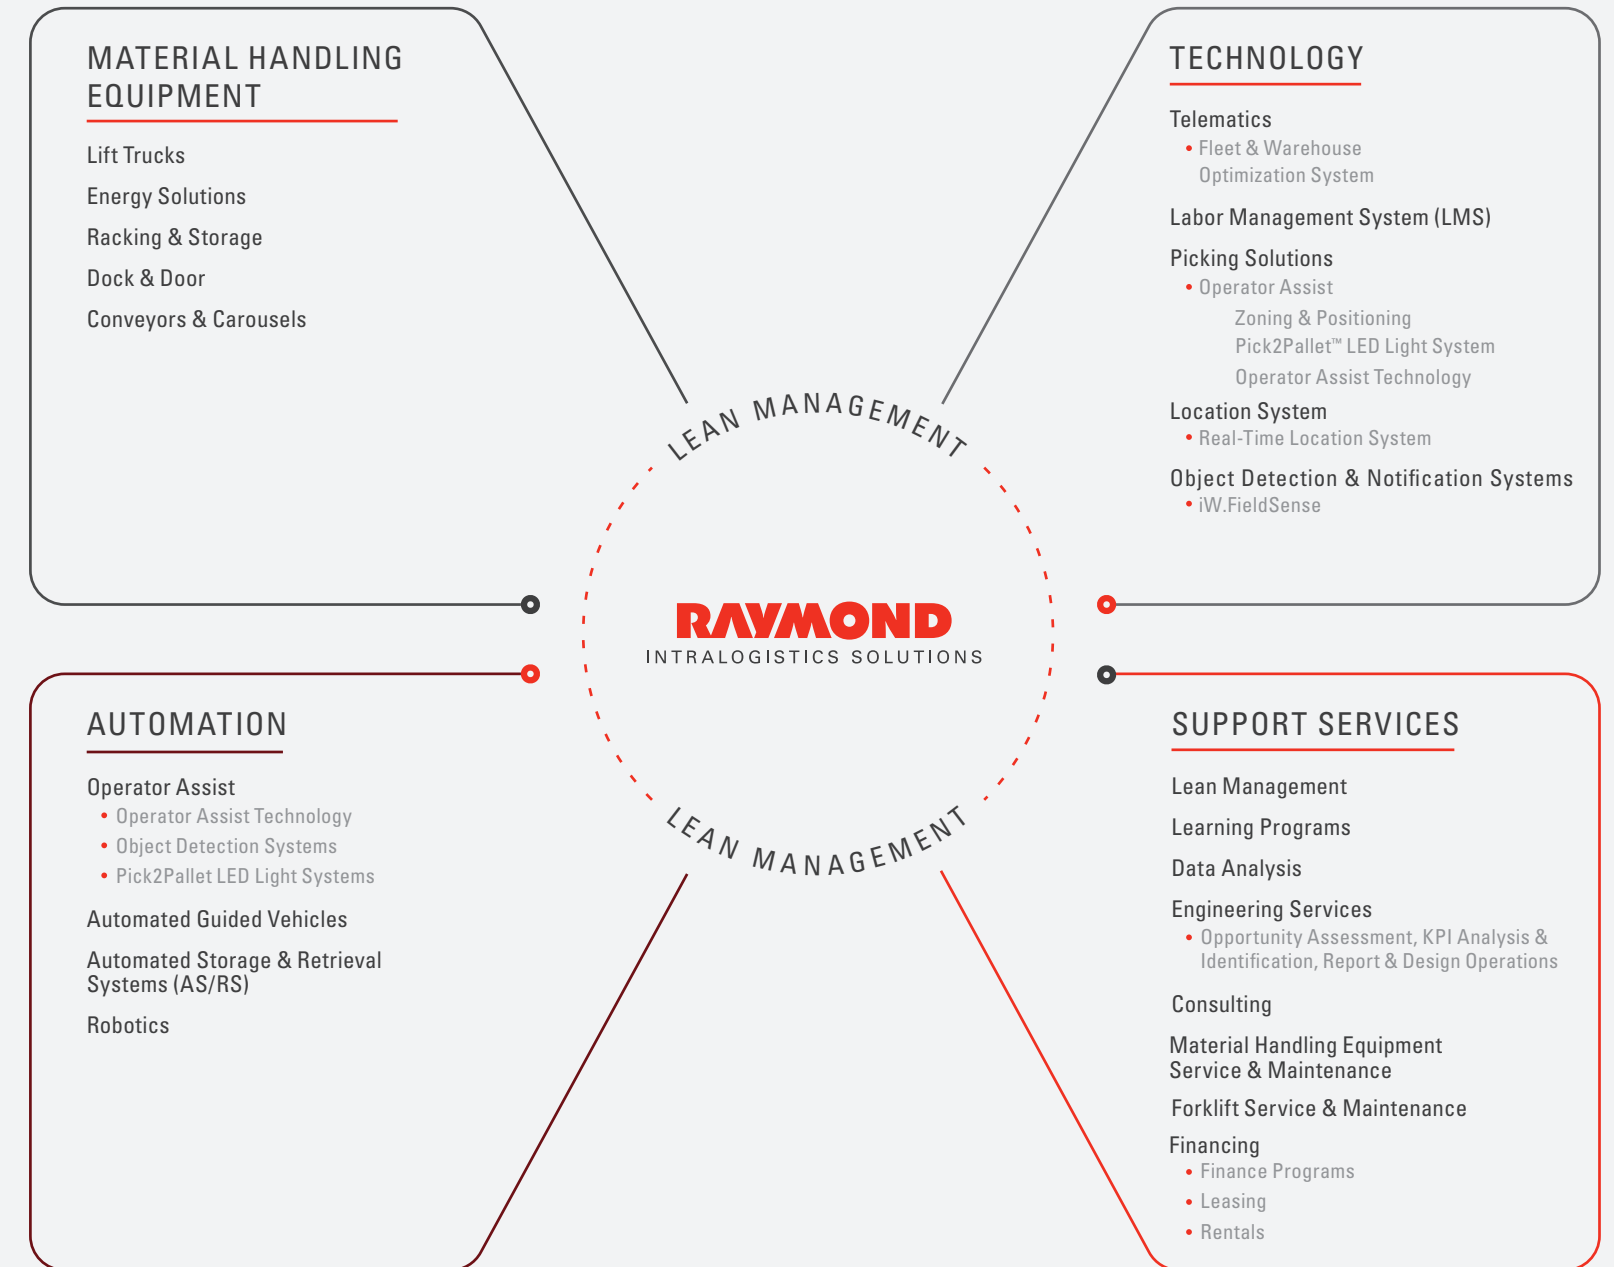 MATERIAL HANDLING
EQUIPMENT
Lift Trucks
Energy Solutions
Racking & Storage
Dock & Door
Conveyors & Carousels
TECHNOLOGY
Telematics
• Fleet & Warehouse
Optimization System
Labor Management System (LMS)
Picking Solutions
• Operator Assist
Zoning & Positioning
Pick2Pallet™ LED Light System
Operator Assist Technology
Location System
• Real-Time Location System
Object Detection & Notification Systems
• iW.FieldSense
LEAN MANAGEMENT
RAYMOND
INTRALOGISTICS SOLUTIONS
LEAN MANAGEMENT
AUTOMATION
Operator Assist
• Operator Assist Technology
• Object Detection Systems
• Pick2Pallet LED Light Systems
Automated Guided Vehicles
Automated Storage & Retrieval
Systems (AS/RS)
Robotics
SUPPORT SERVICES
Lean Management
Learning Programs
Data Analysis
Engineering Services
• Opportunity Assessment, KPI Analysis &
Identification, Report & Design Operations
Consulting
Material Handling Equipment
Service & Maintenance
Forklift Service & Maintenance
Financing
• Finance Programs
• Leasing
• Rentals